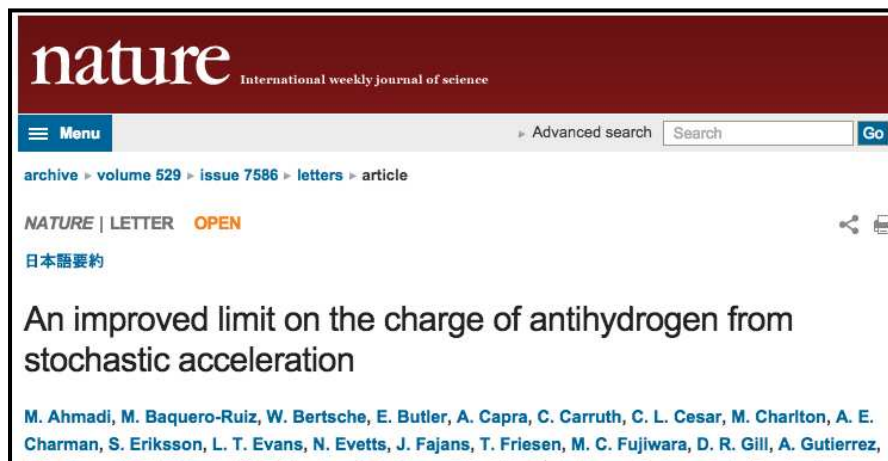 nature International weekly journal of science
Menu Advanced search Search Go
archive ▸ volume 529 ▸ issue 7586 ▸ letters ▸ article
NATURE | LETTER OPEN
日本語要約
An improved limit on the charge of antihydrogen from
stochastic acceleration
M. Ahmadi, M. Baquero-Ruiz, W. Bertsche, E. Butler, A. Capra, C. Carruth, C. L. Cesar, M. Charlton, A. E.
Charman, S. Eriksson, L. T. Evans, N. Evetts, J. Fajans, T. Friesen, M. C. Fujiwara, D. R. Gill, A. Gutierrez,